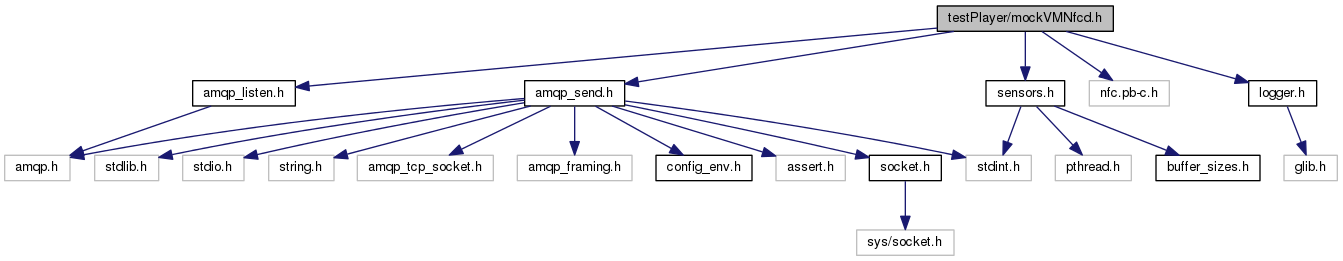 testPlayer/mockVMNfcd.h
amqp_listen.h
amqp_send.h
sensors.h
nfc.pb-c.h
logger.h
amqp.h
stdlib.h
stdio.h
string.h
amqp_tcp_socket.h
amqp_framing.h
config_env.h
assert.h
socket.h
stdint.h
pthread.h
buffer_sizes.h
glib.h
sys/socket.h